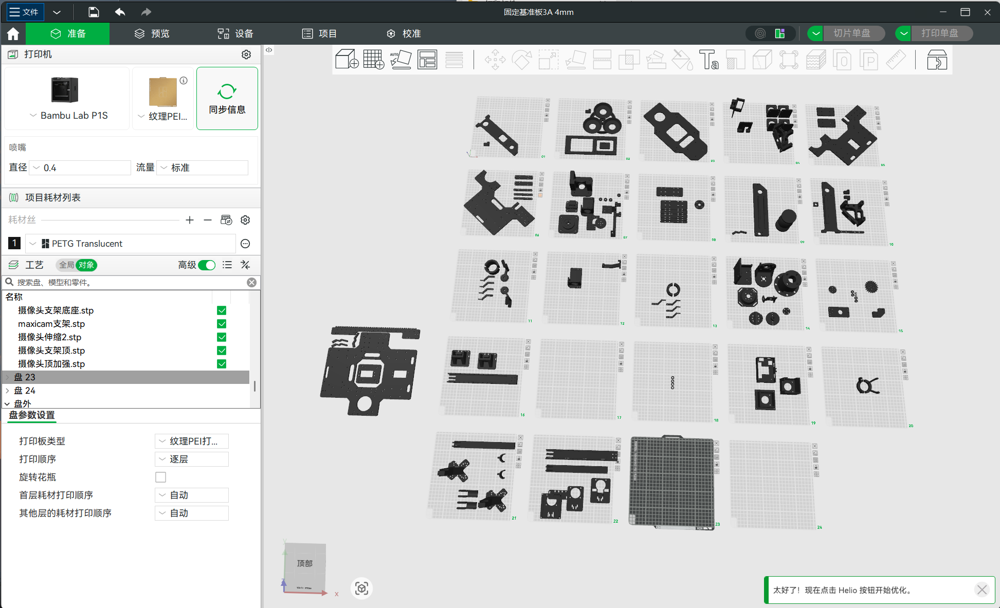 文件
固定基准板3A 4mm
准备
预览
设备
项目
校准
切片单盘
打印单盘
打印机
Bambu Lab P1S
纹理PEI...
同步信息
喷嘴
直径
0.4
流量
标准
项目耗材列表
耗材丝
1
PETG Translucent
工艺
全局
对象
高级
搜索盘、模型和零件。
名称
摄像头支架底座.stp
maxicam支架.stp
摄像头伸缩2.stp
摄像头支架顶.stp
摄像头顶加强.stp
盘 23
盘 24
盘外
盘参数设置
打印板类型
纹理PEI打...
打印顺序
逐层
旋转花瓶
首层耗材打印顺序
自动
其他层的耗材打印顺序
自动
AUTO
01
02
03
04
05
06
07
08
09
10
11
12
13
14
15
16
17
18
19
20
21
22
23
24
顶部
Y
Z
X
太好了！现在点击 Helio 按钮开始优化。